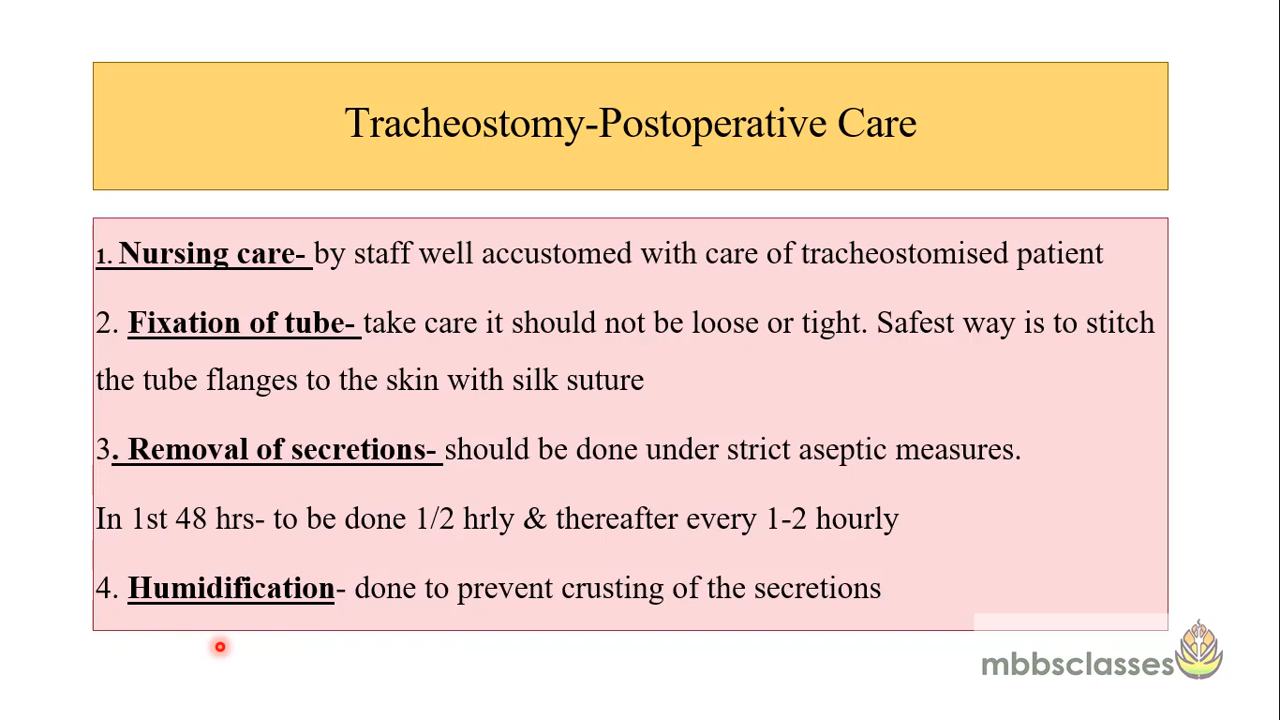 Tracheostomy-Postoperative Care
1. Nursing care- by staff well accustomed with care of tracheostomised patient
2. Fixation of tube- take care it should not be loose or tight. Safest way is to stitch
the tube flanges to the skin with silk suture
3. Removal of secretions- should be done under strict aseptic measures.
In 1st 48 hrs- to be done 1/2 hrly & thereafter every 1-2 hourly
4. Humidification- done to prevent crusting of the secretions
mbbsclasses